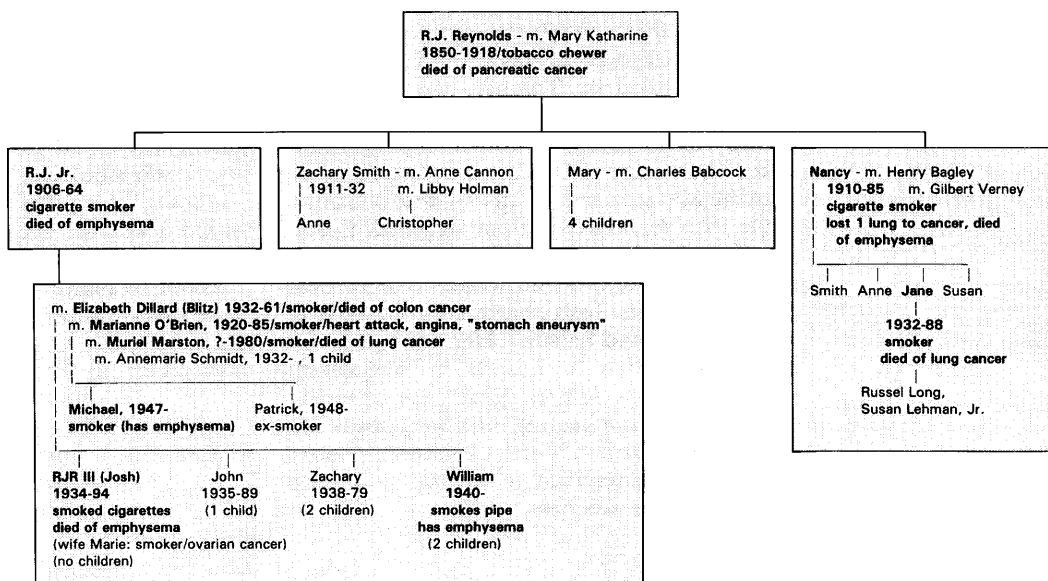 R.J. Reynolds - m. Mary Katharine
1850-1918/tobacco chewer
died of pancreatic cancer
R.J. Jr.
1906-64
cigarette smoker
died of emphysema
Zachary Smith - m. Anne Cannon
1911-32 m. Libby Holman
Anne Christopher
Mary - m. Charles Babcock
4 children
Nancy - m. Henry Bagley
1910-85 m. Gilbert Verney
cigarette smoker
lost 1 lung to cancer, died
of emphysema
Smith Anne Jane Susan
1932-88
smoker
died of lung cancer
Russel Long,
Susan Lehman, Jr.
m. Elizabeth Dillard (Blitz) 1932-61/smoker/died of colon cancer
m. Marianne O'Brien, 1920-85/smoker/heart attack, angina, "stomach aneurysm"
m. Muriel Marston, ?-1980/smoker/died of lung cancer
m. Annemarie Schmidt, 1932- , 1 child
Michael, 1947-
smoker (has emphysema)
Patrick, 1948-
ex-smoker
RJR III (Josh)
1934-94
smoked cigarettes
died of emphysema
(wife Marie: smoker/ovarian cancer)
(no children)
John
1935-89
(1 child)
Zachary
1938-79
(2 children)
William
1940-
smokes pipe
has emphysema
(2 children)